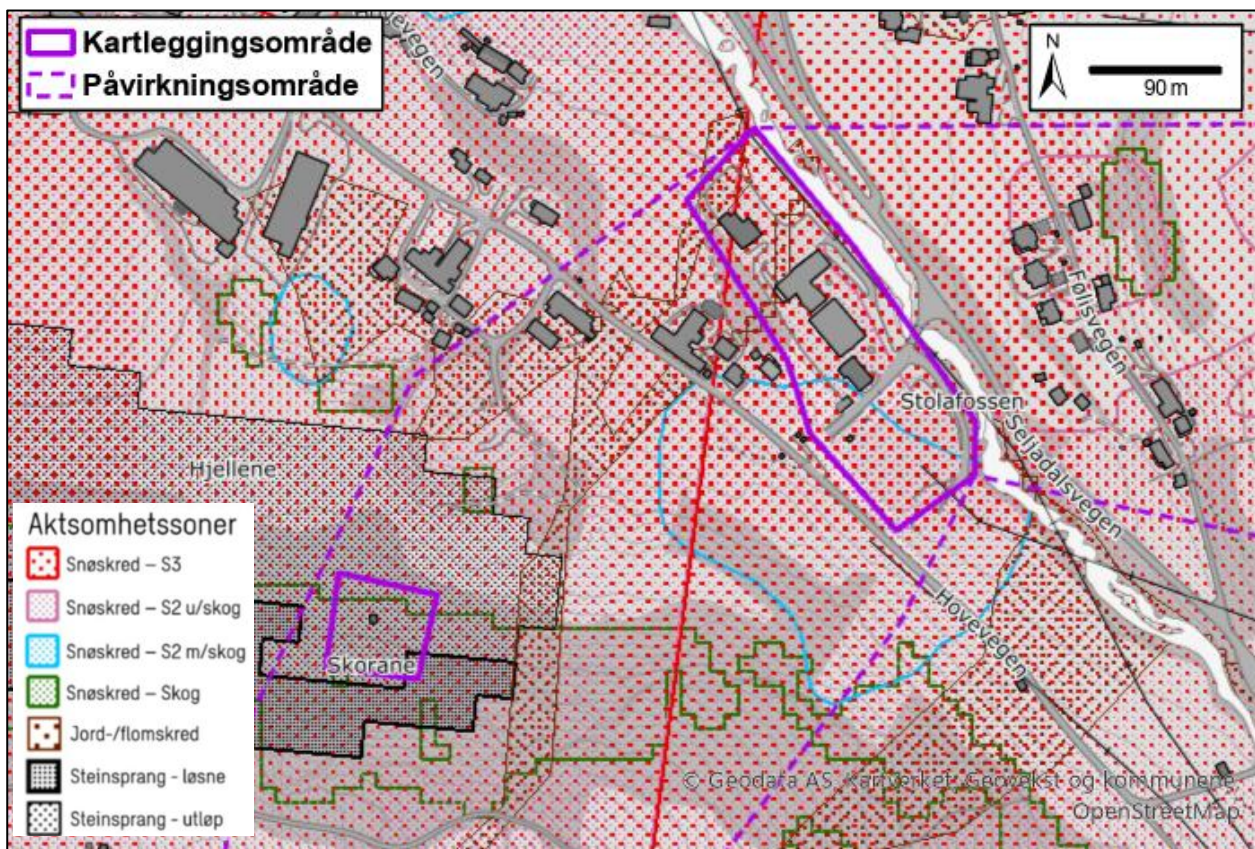 Kartleggingsområde
Påvirkningsområde
N
90 m
Hovevegen
Følisvegen
Stolafossen
Seljadalsvegen
Hjellene
Hovevegen
Skorane
Aktsomhetssoner
Snøskred – S3
Snøskred – S2 u/skog
Snøskred – S2 m/skog
Snøskred – Skog
Jord-/flomskred
Steinsprang - løsne
Steinsprang - utløp
© Geodata AS, Kartverket, Geovekst og kommunene
OpenStreetMap